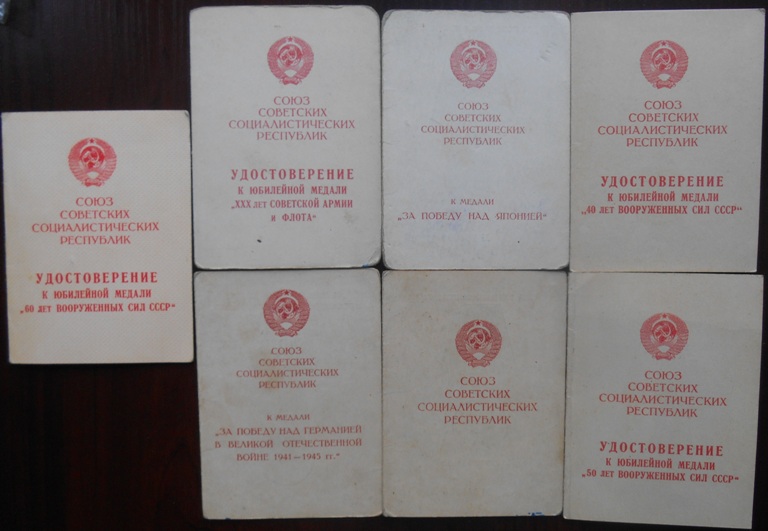 СОЮЗ
СОВЕТСКИХ
СОЦИАЛИСТИЧЕСКИХ
РЕСПУБЛИК
УДОСТОВЕРЕНИЕ
К ЮБИЛЕЙНОЙ МЕДАЛИ
„60 ЛЕТ ВООРУЖЕННЫХ СИЛ СССР"
СОЮЗ
СОВЕТСКИХ
СОЦИАЛИСТИЧЕСКИХ
РЕСПУБЛИК
УДОСТОВЕРЕНИЕ
К ЮБИЛЕЙНОЙ МЕДАЛИ
„XXX ЛЕТ СОВЕТСКОЙ АРМИИ
и ФЛОТА"
СОЮЗ
СОВЕТСКИХ
СОЦИАЛИСТИЧЕСКИХ
РЕСПУБЛИК
К МЕДАЛИ
„ЗА ПОБЕДУ НАД ЯПОНИЕЙ"
СОЮЗ
СОВЕТСКИХ
СОЦИАЛИСТИЧЕСКИХ
РЕСПУБЛИК
УДОСТОВЕРЕНИЕ
К ЮБИЛЕЙНОЙ МЕДАЛИ
„40 ЛЕТ ВООРУЖЕННЫХ СИЛ СССР"
СОЮЗ
СОВЕТСКИХ
СОЦИАЛИСТИЧЕСКИХ
РЕСПУБЛИК
К МЕДАЛИ
„ЗА ПОБЕДУ НАД ГЕРМАНИЕЙ
В ВЕЛИКОЙ ОТЕЧЕСТВЕННОЙ
ВОЙНЕ 1941—1945 гг."
СОЮЗ
СОВЕТСКИХ
СОЦИАЛИСТИЧЕСКИХ
РЕСПУБЛИК
СОЮЗ
СОВЕТСКИХ
СОЦИАЛИСТИЧЕСКИХ
РЕСПУБЛИК
УДОСТОВЕРЕНИЕ
К ЮБИЛЕЙНОЙ МЕДАЛИ
„50 ЛЕТ ВООРУЖЕННЫХ СИЛ СССР"